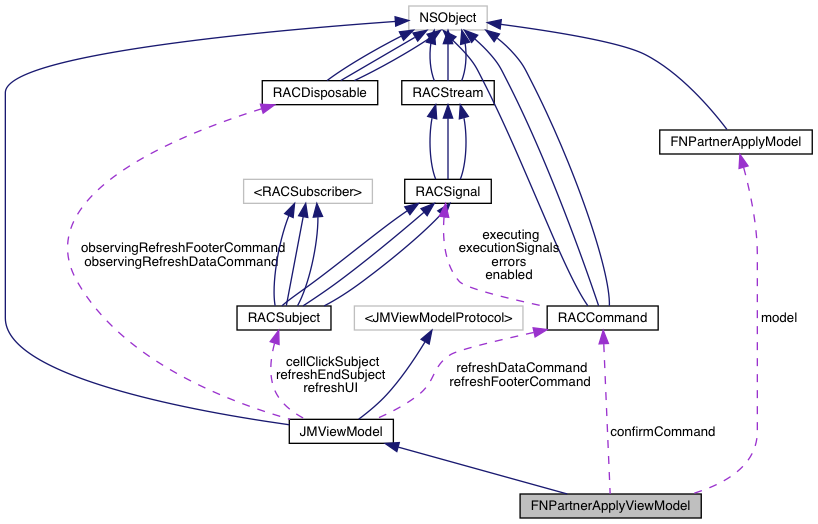 NSObject
RACDisposable
RACStream
FNPartnerApplyModel
<RACSubscriber>
RACSignal
observingRefreshFooterCommand
observingRefreshDataCommand
executing
executionSignals
errors
enabled
RACSubject
<JMViewModelProtocol>
RACCommand
model
cellClickSubject
refreshEndSubject
refreshUI
refreshDataCommand
refreshFooterCommand
JMViewModel
confirmCommand
FNPartnerApplyViewModel